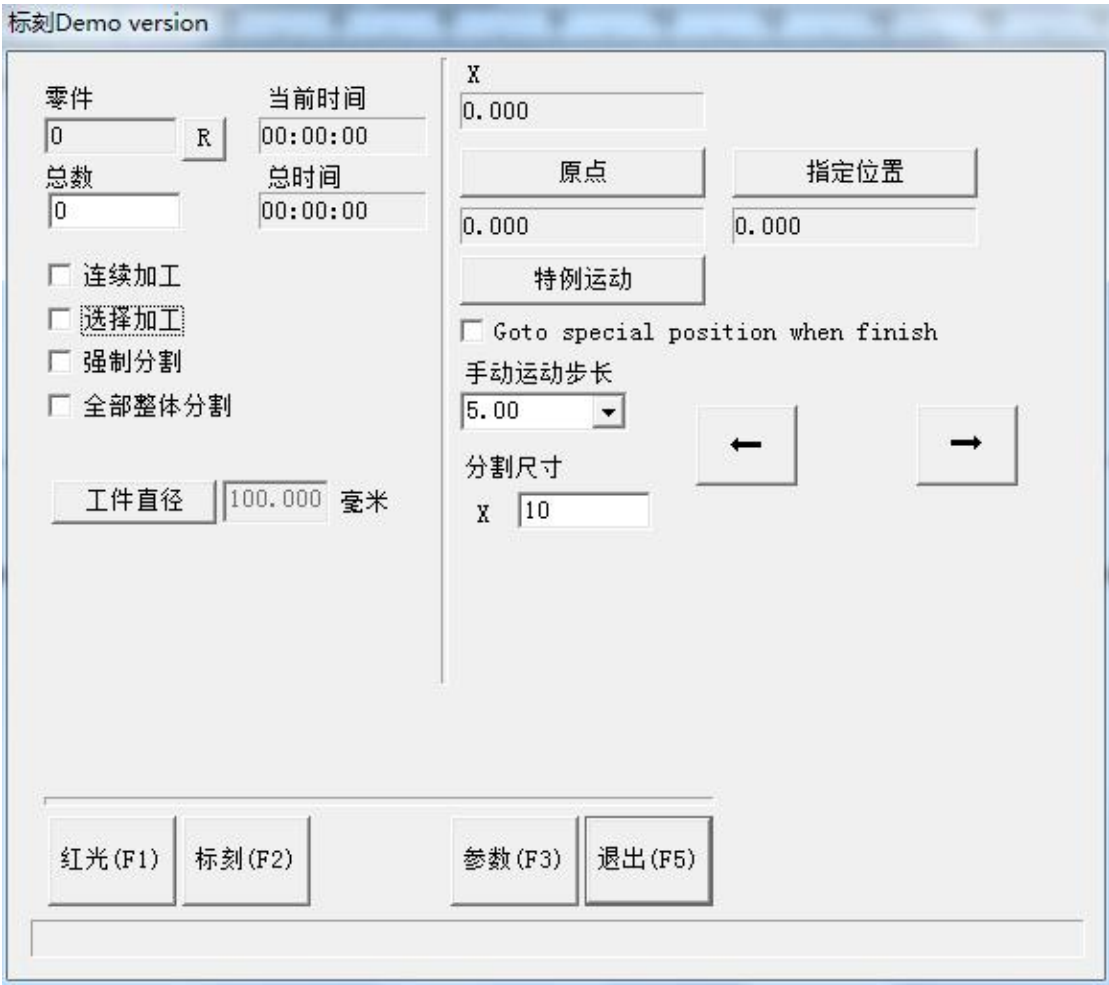 标刻Demo version
零件
当前时间
0
R
00:00:00
总数
总时间
0
00:00:00
连续加工
选择加工
强制分割
全部整体分割
工件直径
100.000
毫米
X
0.000
原点
指定位置
0.000
0.000
特例运动
Goto special position when finish
手动运动步长
5.00
←
→
分割尺寸
X
10
红光(F1)
标刻(F2)
参数(F3)
退出(F5)